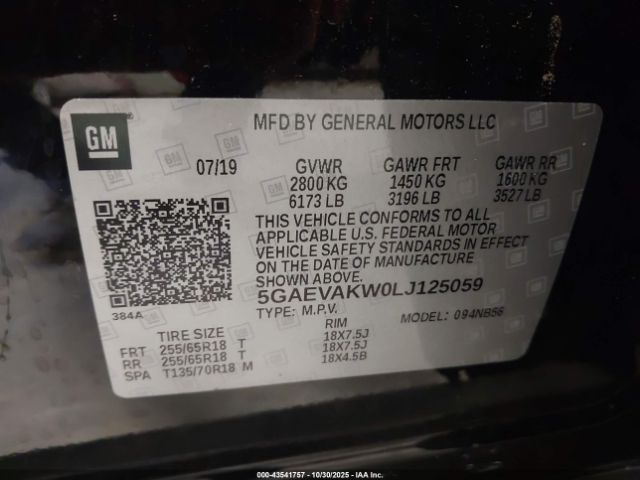 GM
MFD BY GENERAL MOTORS LLC
07/19 GVWR GAWR FRT GAWR RR
2800 KG 1450 KG 1600 KG
6173 LB 3196 LB 3527 LB
THIS VEHICLE CONFORMS TO ALL
APPLICABLE U.S. FEDERAL MOTOR
VEHICLE SAFETY STANDARDS IN EFFECT
ON THE DATE OF MANUFACTURE
SHOWN ABOVE.
5GAEVAKW0LJ125059
384A TYPE: M.P.V. MODEL: 094NB56
TIRE SIZE RIM
FRT 255/65R18 T 18X7.5J
RR 255/65R18 T 18X7.5J
SPA T135/70R18 M 18X4.5B
© 2000 - 43541757 - 10/30/2025 - IAA Inc.